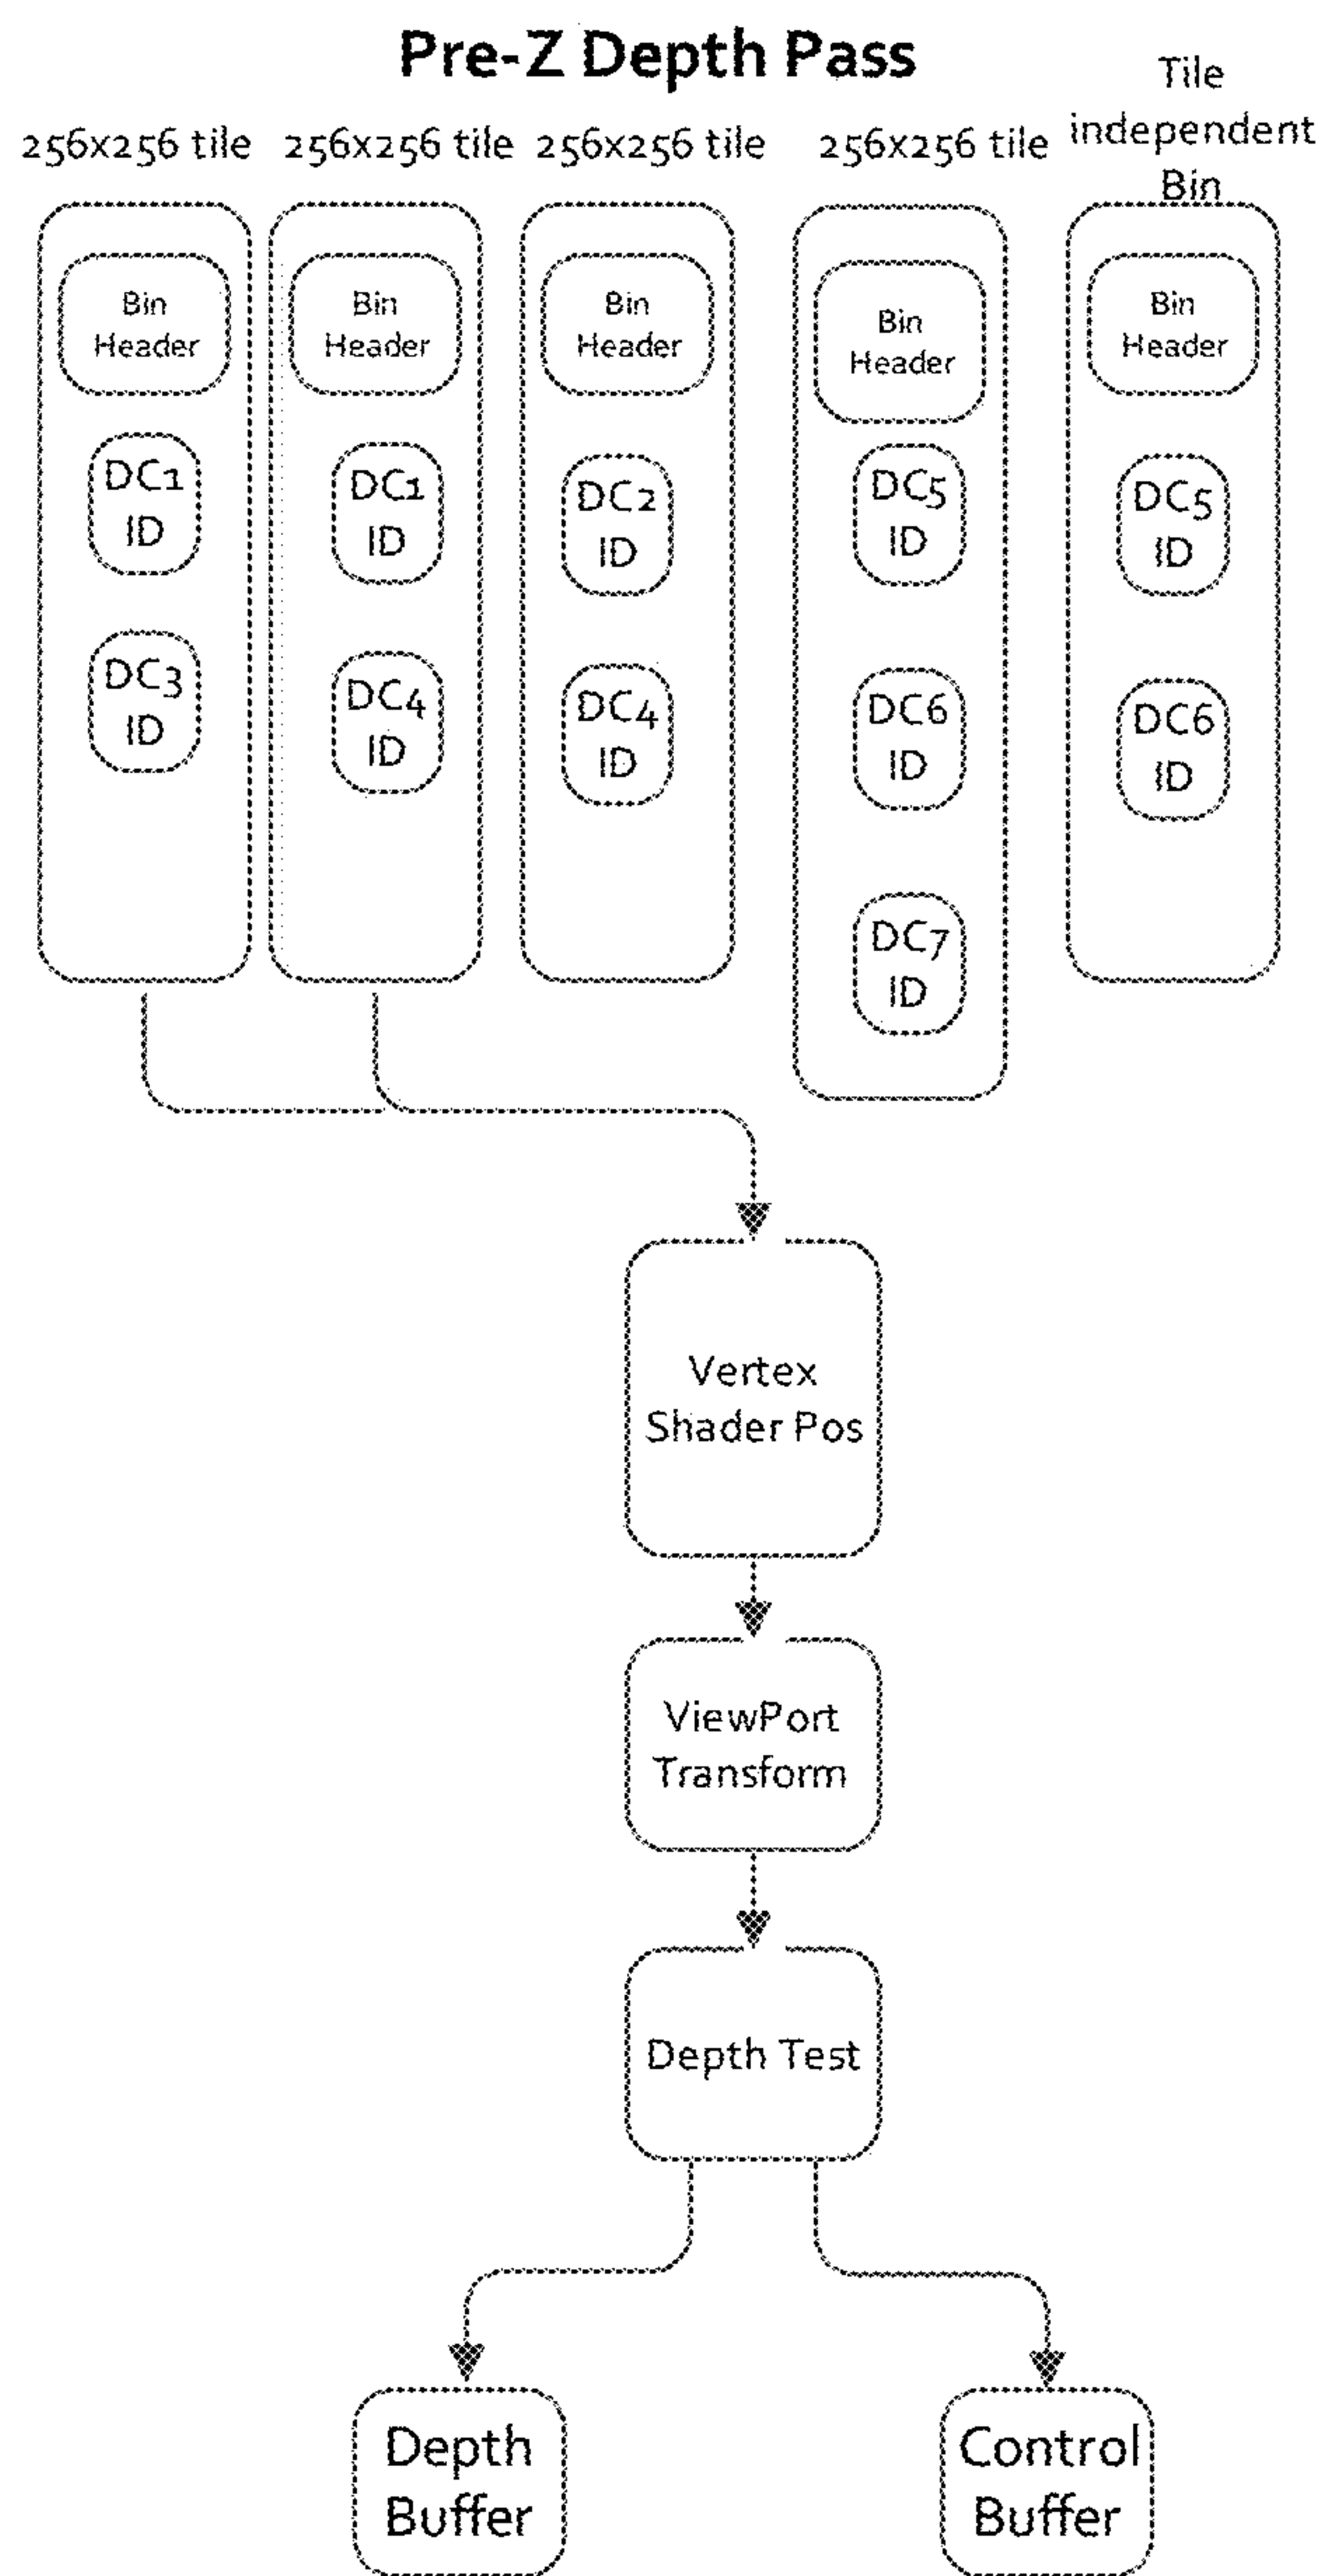 Pre-Z Depth Pass
Tile
independent
Bin
256x256 tile
256x256 tile
256x256 tile
256x256 tile
Bin
Header
DC1
ID
DC3
ID
Bin
Header
DC1
ID
DC4
ID
Bin
Header
DC2
ID
DC4
ID
Bin
Header
DC5
ID
DC6
ID
DC7
ID
Bin
Header
DC5
ID
DC6
ID
Vertex
Shader Pos
ViewPort
Transform
Depth Test
Depth
Buffer
Control
Buffer